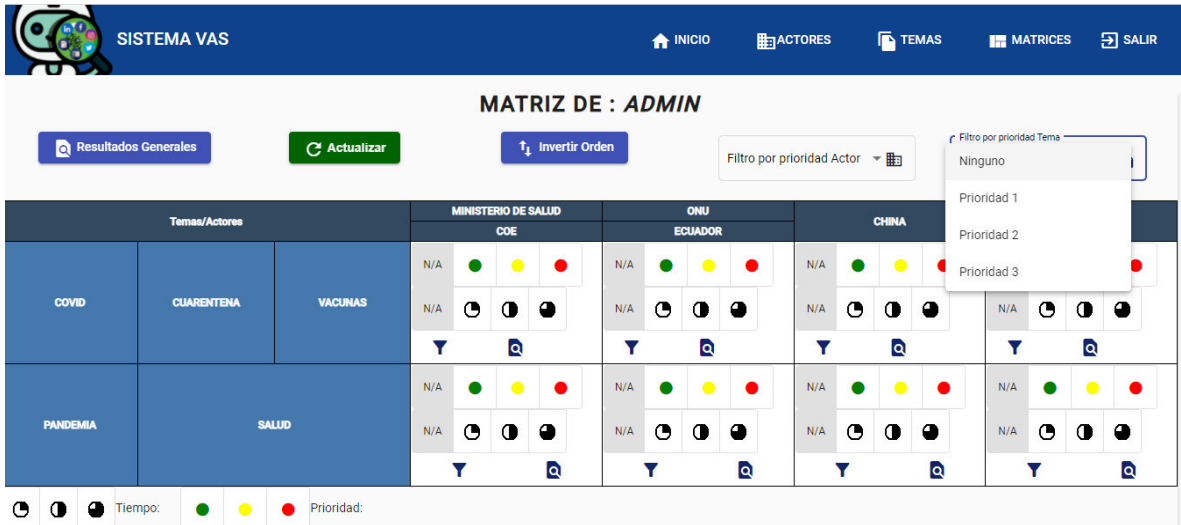 SISTEMA VAS
INICIO
ACTORES
TEMAS
MATRICES
SALIR
MATRIZ DE : ADMIN
Resultados Generales
Actualizar
Invertir Orden
Filtro por prioridad Actor
Filtro por prioridad Tema
Ninguno
Prioridad 1
Prioridad 2
Prioridad 3
Temas/Actores
MINISTERIO DE SALUD
COE
ONU
ECUADOR
CHINA
COVID
CUARENTENA
VACUNAS
N/A
N/A
N/A
N/A
N/A
N/A
N/A
PANDEMIA
SALUD
N/A
N/A
N/A
N/A
N/A
N/A
N/A
N/A
Tiempo:
Prioridad: